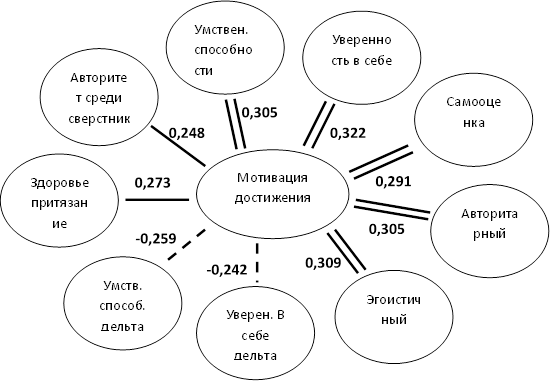 Умствен.
способно
сти
Уверенно
сть в себе
Авторите
т среди
сверстник
Самооце
нка
0,248
0,305
0,322
0,291
Здоровье
притязан
ие
0,273
Мотивация
достижения
Авторита
рный
0,305
-0,259
-0,242
0,309
Умств.
способ.
дельта
Уверен. В
себе
дельта
Эгоистич
ный